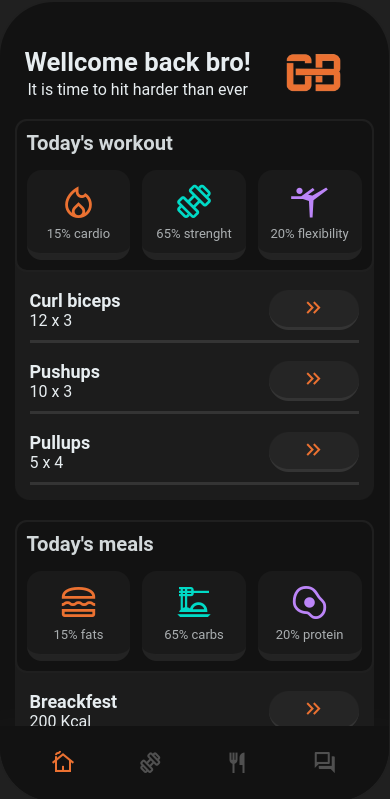 Wellcome back bro!
GB
It is time to hit harder than ever
Today's workout
15% cardio
65% strenght
20% flexibility
Curl biceps
12 x 3
Pushups
10 x 3
Pullups
5 x 4
Today's meals
15% fats
65% carbs
20% protein
Breackfest
200 Kcal